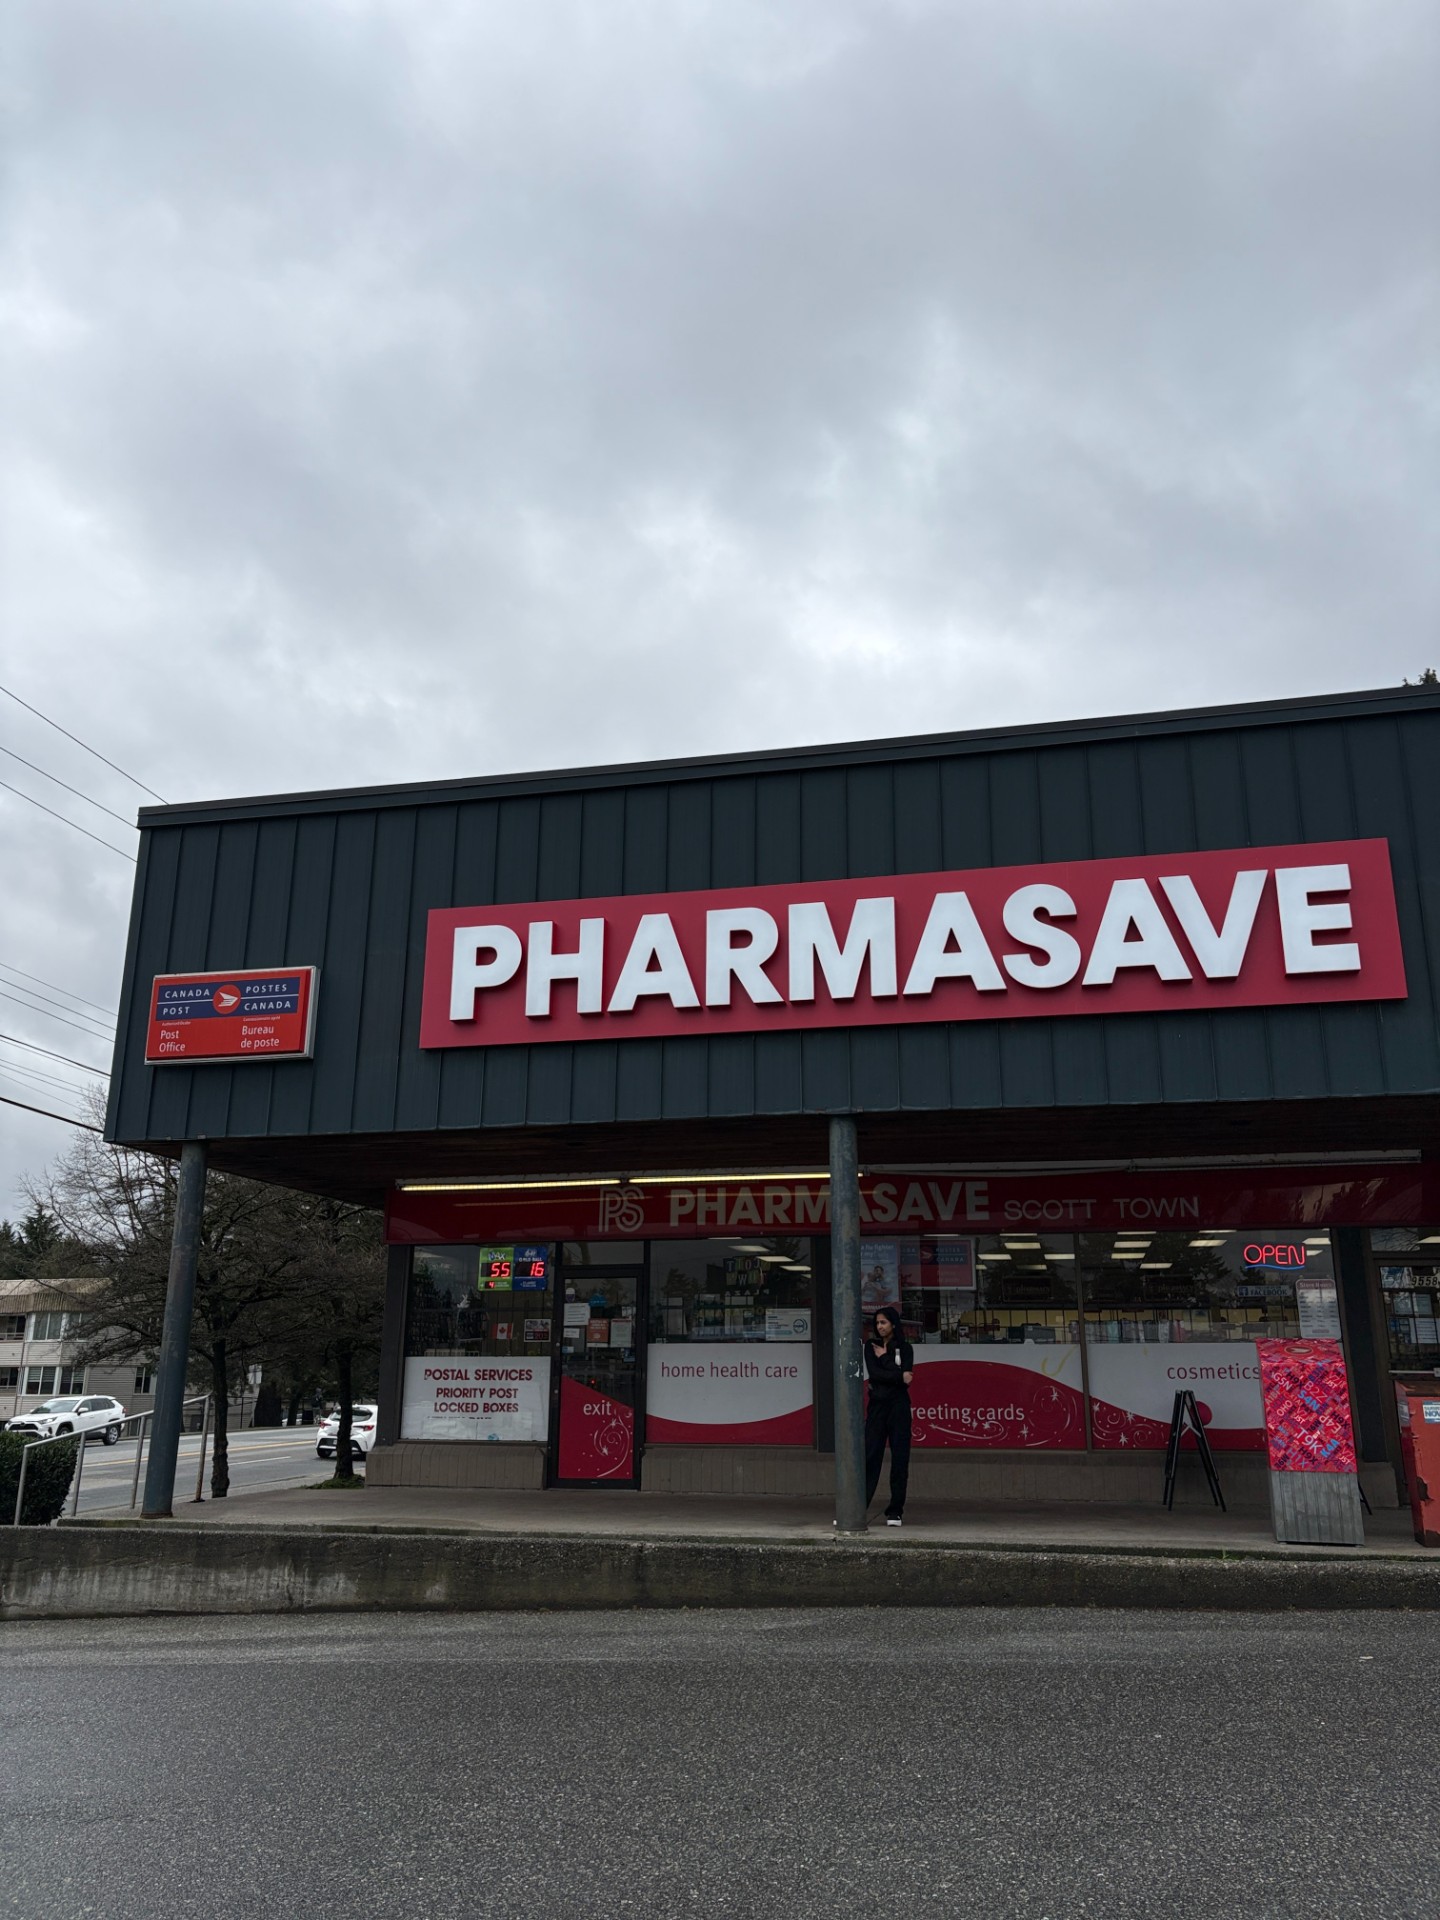 PHARMASAVE
CANADA POSTES
POST CANADA
Post Bureau
Office de poste
PS PHARMASAVE SCOTT TOWN
55 16
OPEN
FACEBOOK
POSTAL SERVICES
PRIORITY POST
LOCKED BOXES
exit
home health care
reeting cards
cosmetics